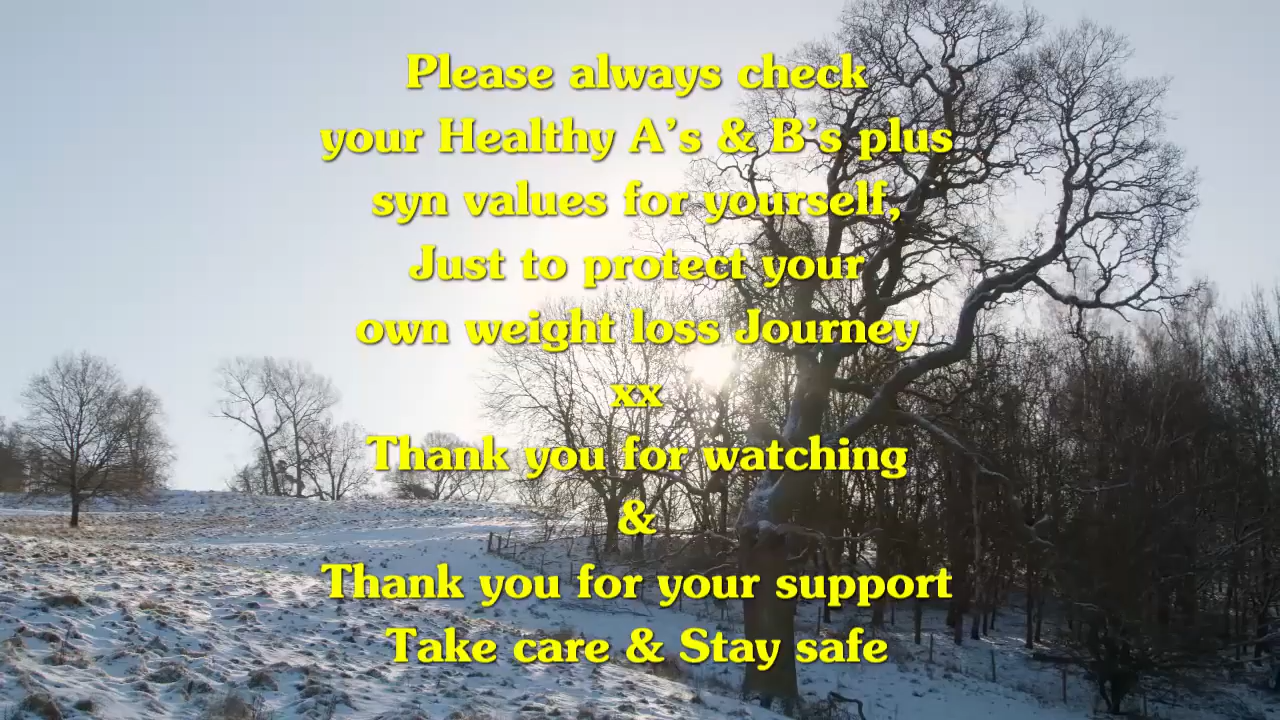 Please always check
your Healthy A's & B's plus
syn values for yourself,
Just to protect your
own weight loss Journey
xx
Thank you for watching
&
Thank you for your support
Take care & Stay safe